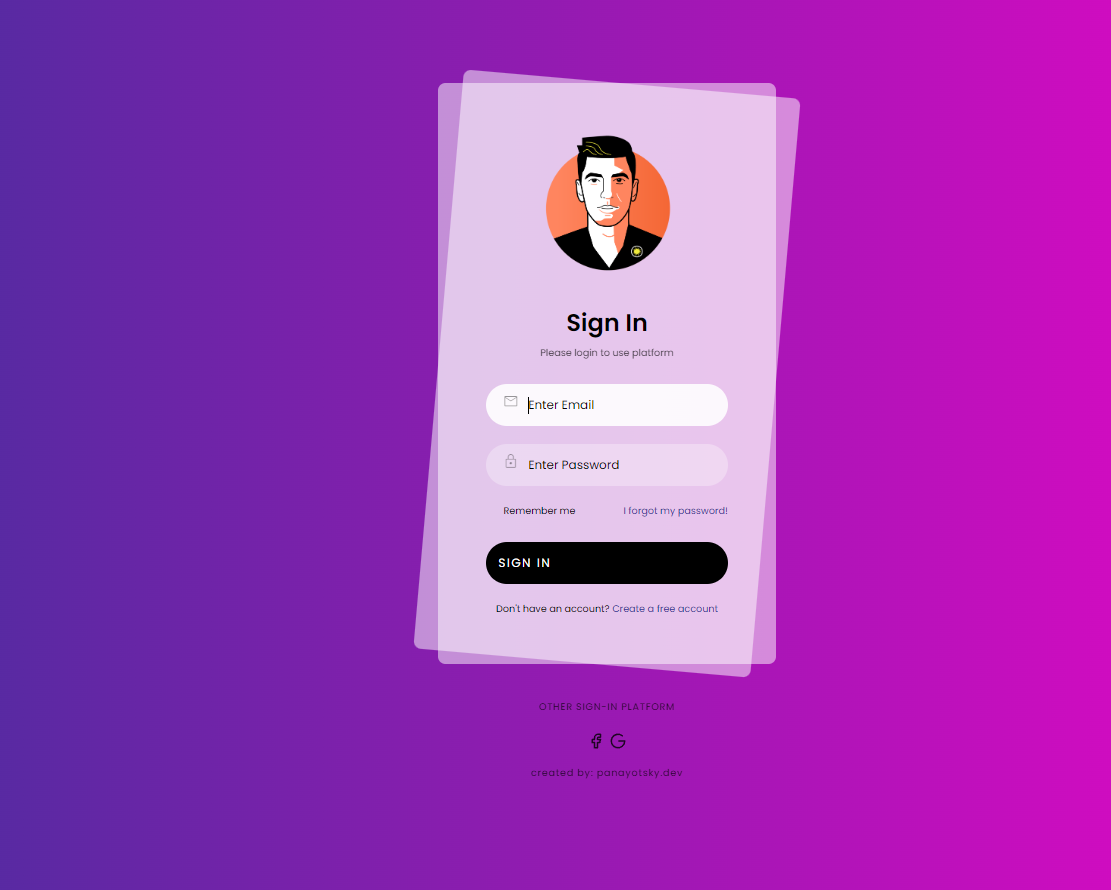 Sign In
Please login to use platform
Enter Email
Enter Password
Remember me
I forgot my password!
SIGN IN
Don't have an account? Create a free account
OTHER SIGN-IN PLATFORM
created by: panayotsky.dev